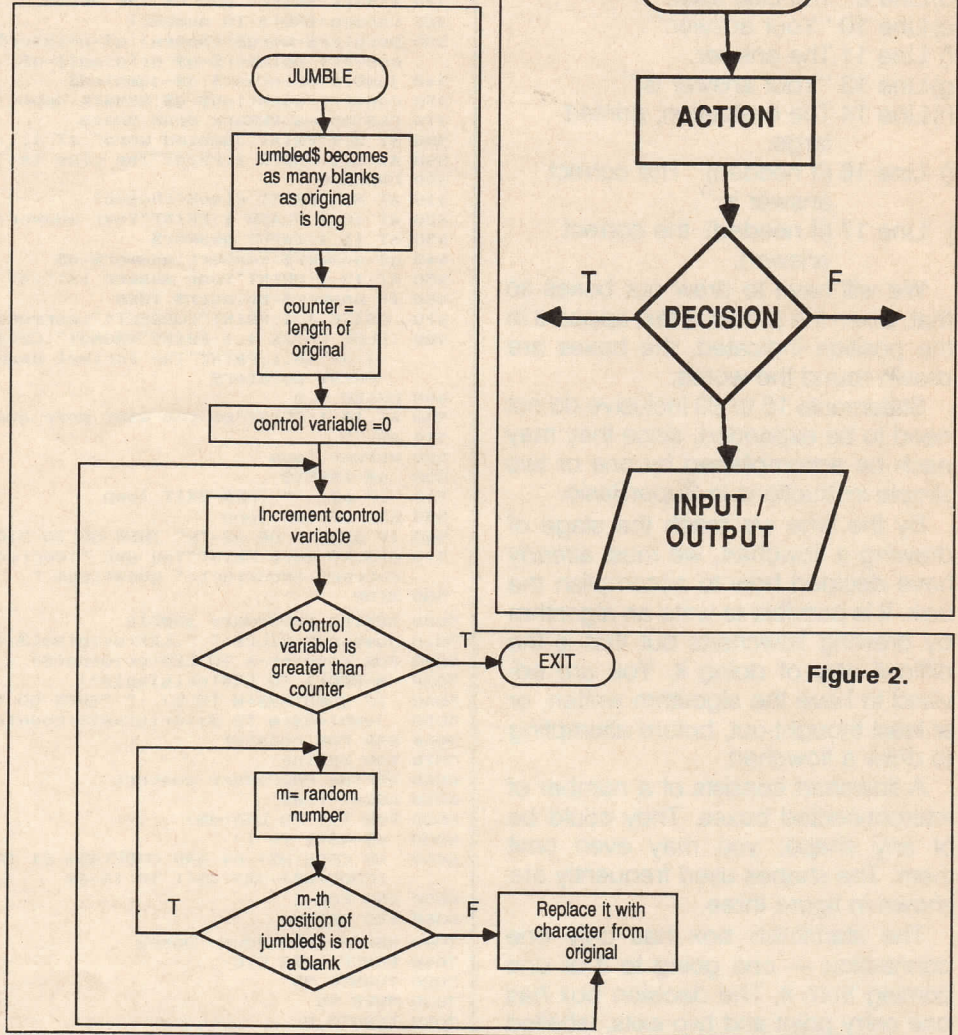 JUMBLE
jumbled$ becomes
as many blanks
as original
is long
counter =
length of
original
control variable =0
Increment control
variable
Control
variable is
greater than
counter
T
EXIT
m= random
number
m-th
position of
jumbled$ is not
a blank
T
F
Replace it with
character from
original
ACTION
DECISION
T
F
INPUT /
OUTPUT
Figure 2.